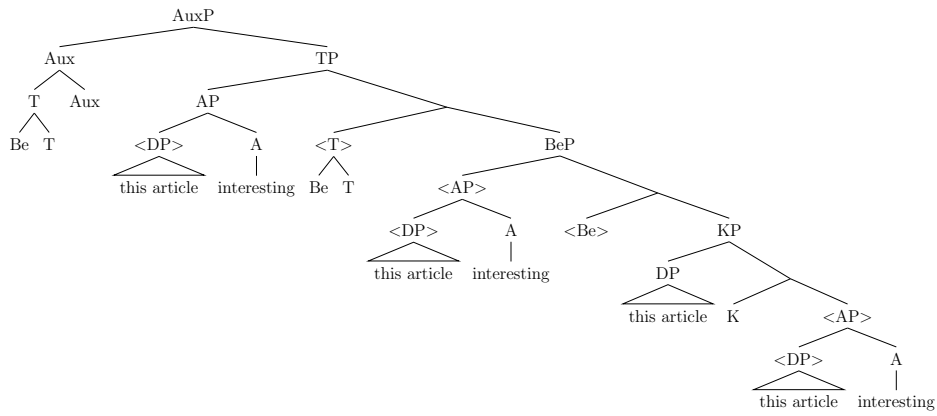 AuxP
Aux TP
T Aux AP
Be T <DP> A <T> BeP
this article interesting Be T <AP>
<DP> A <Be> KP
this article interesting DP
this article K <AP>
<DP> A
this article interesting